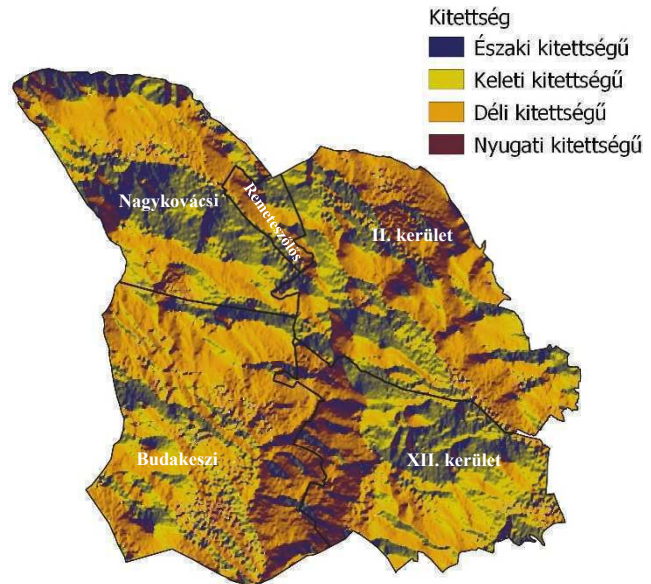 Kitettség
Északi kitettségű
Keleti kitettségű
Déli kitettségű
Nyugati kitettségű
Nagykovácsi
Remeteszőlős
II. kerület
Budakeszi
XII. kerület